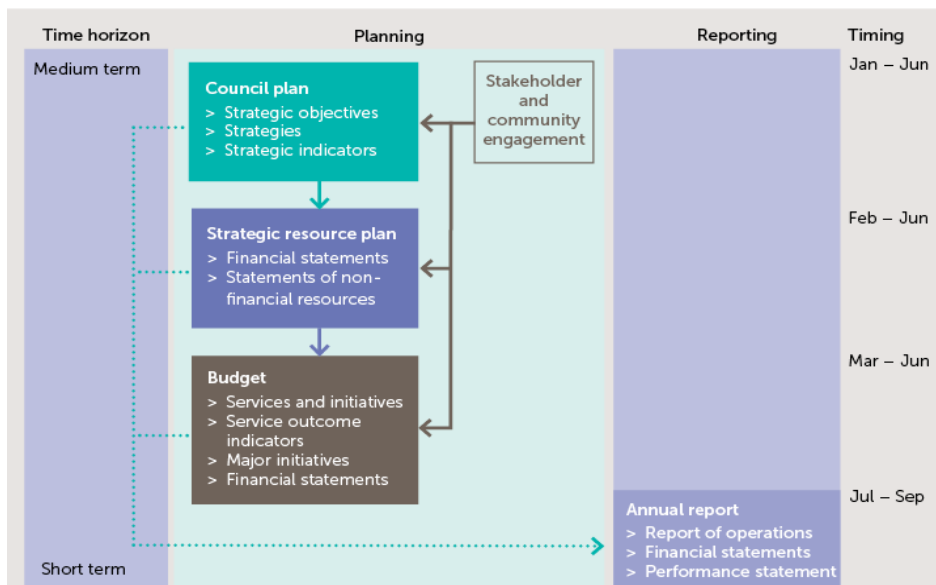 Time horizon
Planning
Reporting
Timing
Medium term
Jan – Jun
Council plan
> Strategic objectives
> Strategies
> Strategic indicators
Stakeholder
and
community
engagement
Feb – Jun
Strategic resource plan
> Financial statements
> Statements of non-
financial resources
Mar – Jun
Budget
> Services and initiatives
> Service outcome
indicators
> Major initiatives
> Financial statements
Jul – Sep
Annual report
> Report of operations
> Financial statements
> Performance statement
Short term